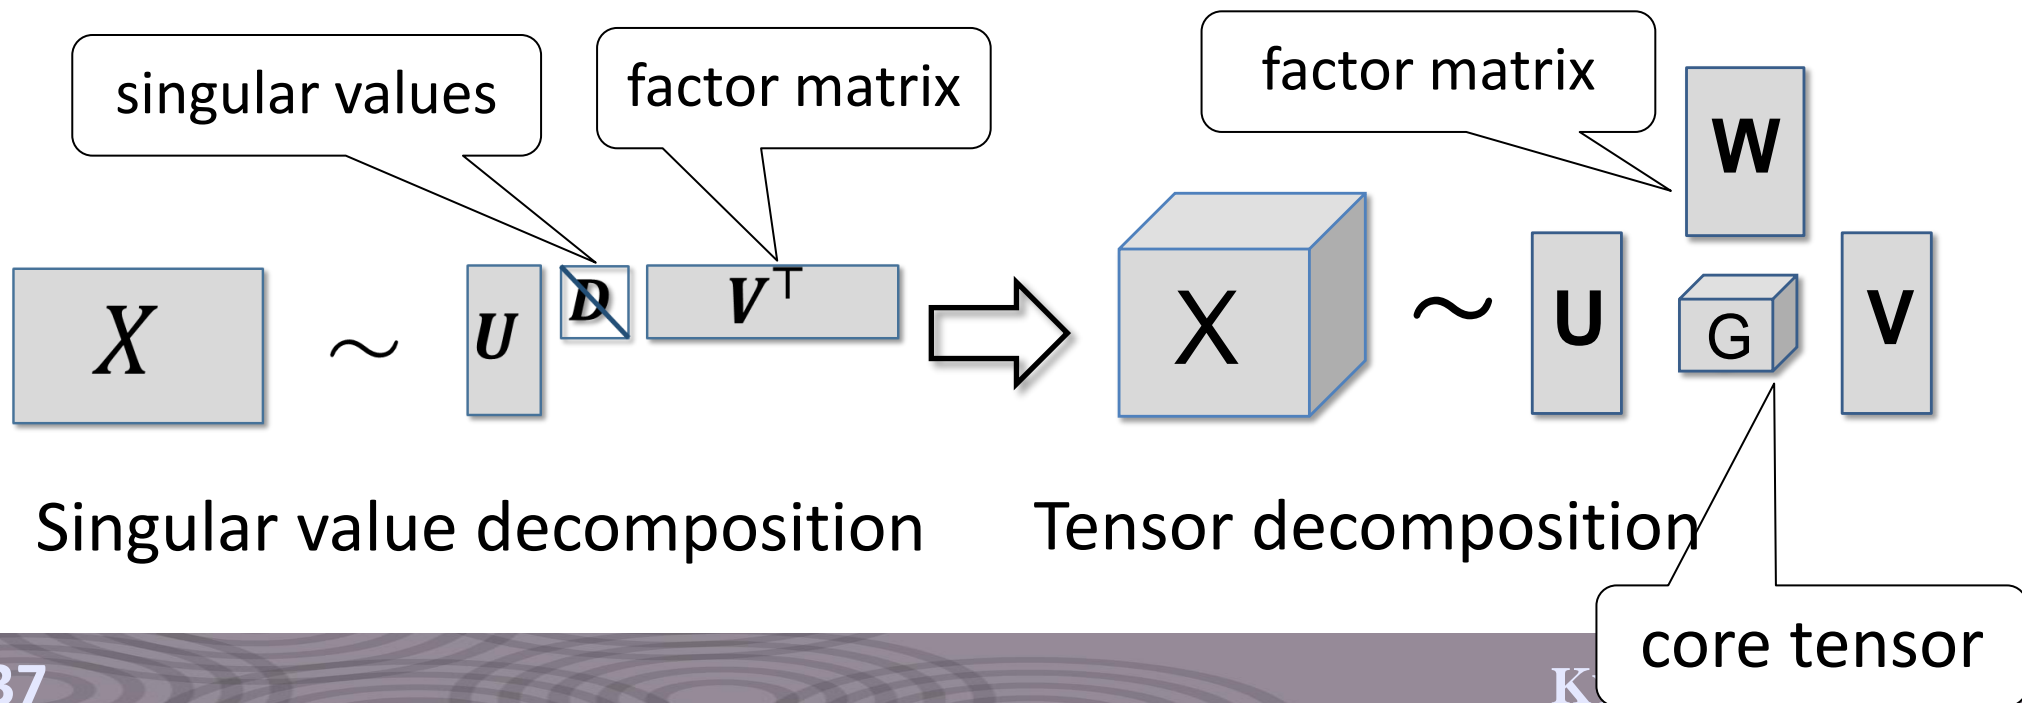 singular values
factor matrix
factor matrix
W
X ∼ U D V⊤
X ∼ U G V
Singular value decomposition
Tensor decomposition
core tensor
37